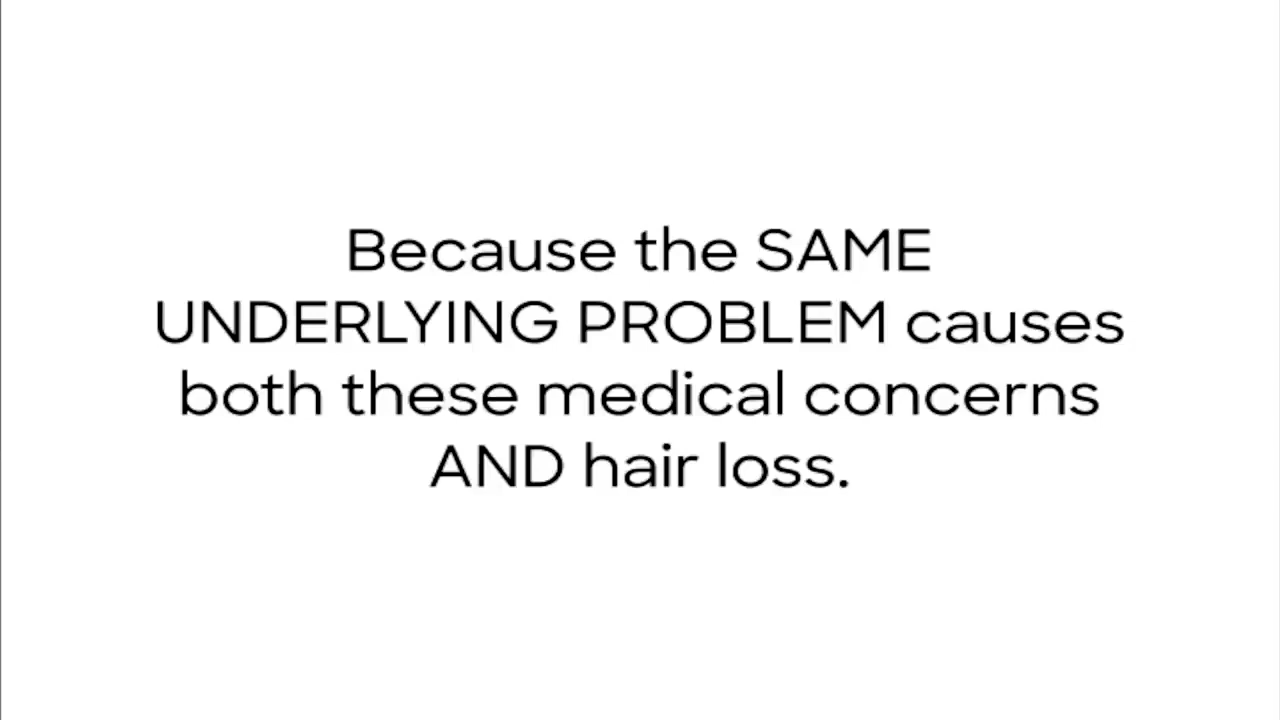 Because the SAME
UNDERLYING PROBLEM causes
both these medical concerns
AND hair loss.